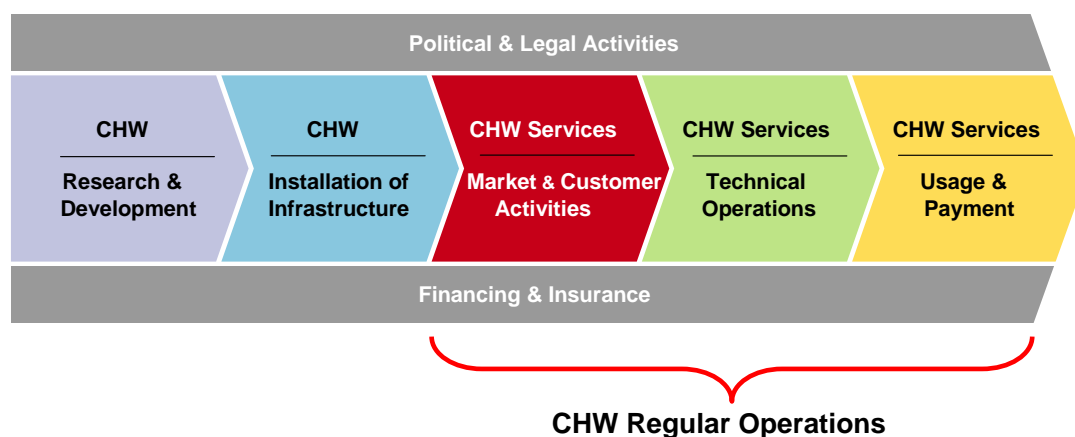 Political & Legal Activities
CHW
Research &
Development
CHW
Installation of
Infrastructure
CHW Services
Market & Customer
Activities
CHW Services
Technical
Operations
CHW Services
Usage &
Payment
Financing & Insurance
CHW Regular Operations